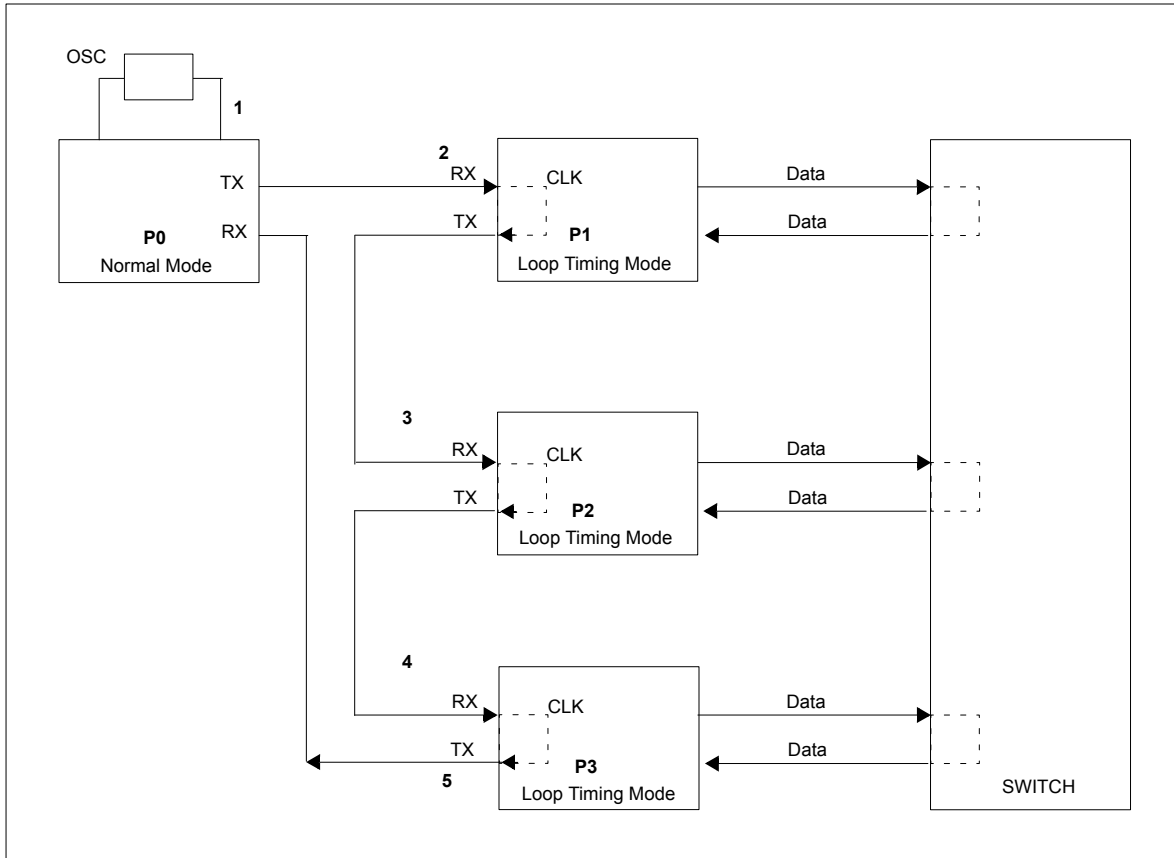 OSC
1
TX
RX
P0
Normal Mode
2
RX
CLK
TX
P1
Loop Timing Mode
Data
Data
3
RX
CLK
TX
P2
Loop Timing Mode
Data
Data
4
RX
CLK
TX
5
P3
Loop Timing Mode
Data
Data
SWITCH